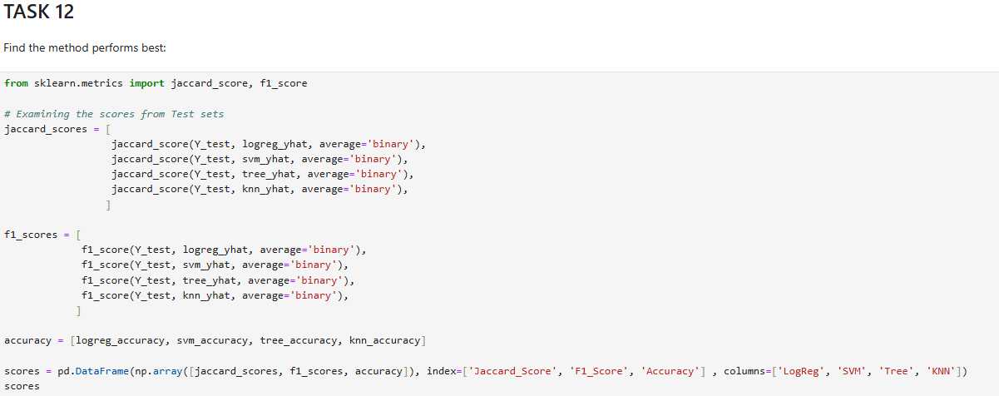 TASK 12
Find the method performs best:
from sklearn.metrics import jaccard_score, f1_score
# Examining the scores from Test sets
jaccard_scores = [
jaccard_score(Y_test, logreg_yhat, average='binary'),
jaccard_score(Y_test, svm_yhat, average='binary'),
jaccard_score(Y_test, tree_yhat, average='binary'),
jaccard_score(Y_test, knn_yhat, average='binary'),
]
f1_scores = [
f1_score(Y_test, logreg_yhat, average='binary'),
f1_score(Y_test, svm_yhat, average='binary'),
f1_score(Y_test, tree_yhat, average='binary'),
f1_score(Y_test, knn_yhat, average='binary'),
]
accuracy = [logreg_accuracy, svm_accuracy, tree_accuracy, knn_accuracy]
scores = pd.DataFrame(np.array([jaccard_scores, f1_scores, accuracy]), index=['Jaccard_Score', 'F1_Score', 'Accuracy'] , columns=['LogReg', 'SVM', 'Tree', 'KNN'])
scores